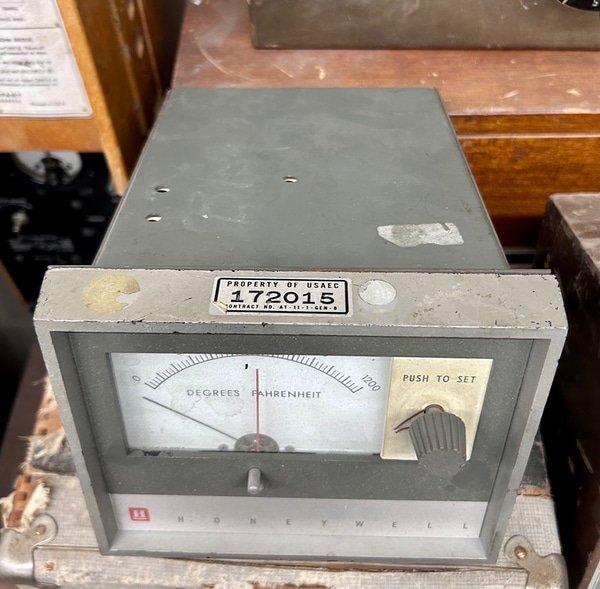 PROPERTY OF USAEC
172015
CONTRACT NO. AT-11-1-GEN-8
0
1200
DEGREES FAHRENHEIT
PUSH TO SET
H HONEYWELL